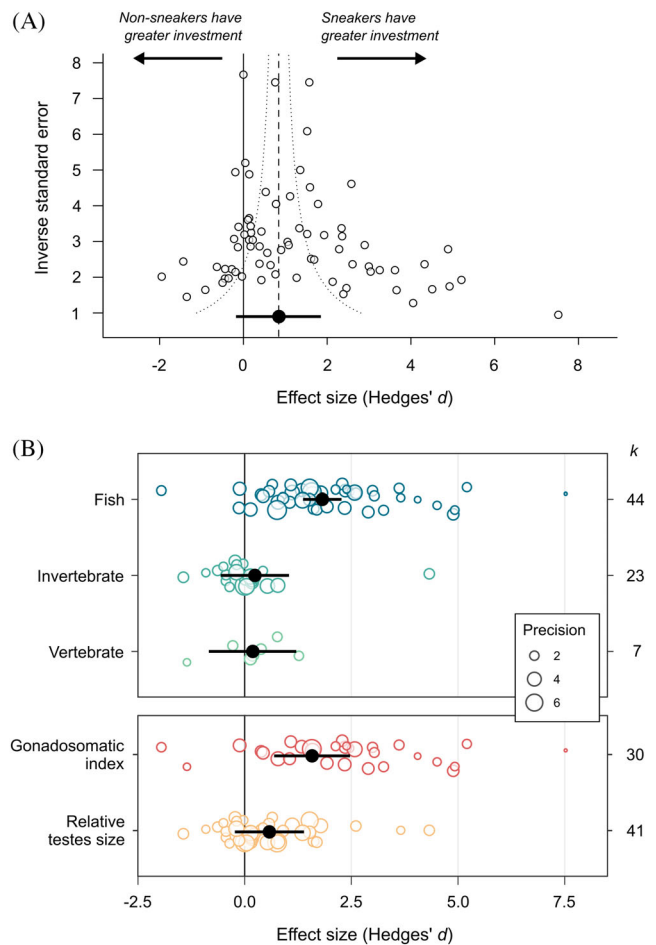 (A)
Non-sneakers have
greater investment
Sneakers have
greater investment
8
7
6
5
4
3
2
1
Inverse standard error
-2
0
2
4
6
8
Effect size (Hedges' d)
(B)
k
Fish
44
Invertebrate
23
Vertebrate
7
Precision
2
4
6
Gonadosomatic
index
30
Relative
testes size
41
-2.5
0.0
2.5
5.0
7.5
Effect size (Hedges' d)